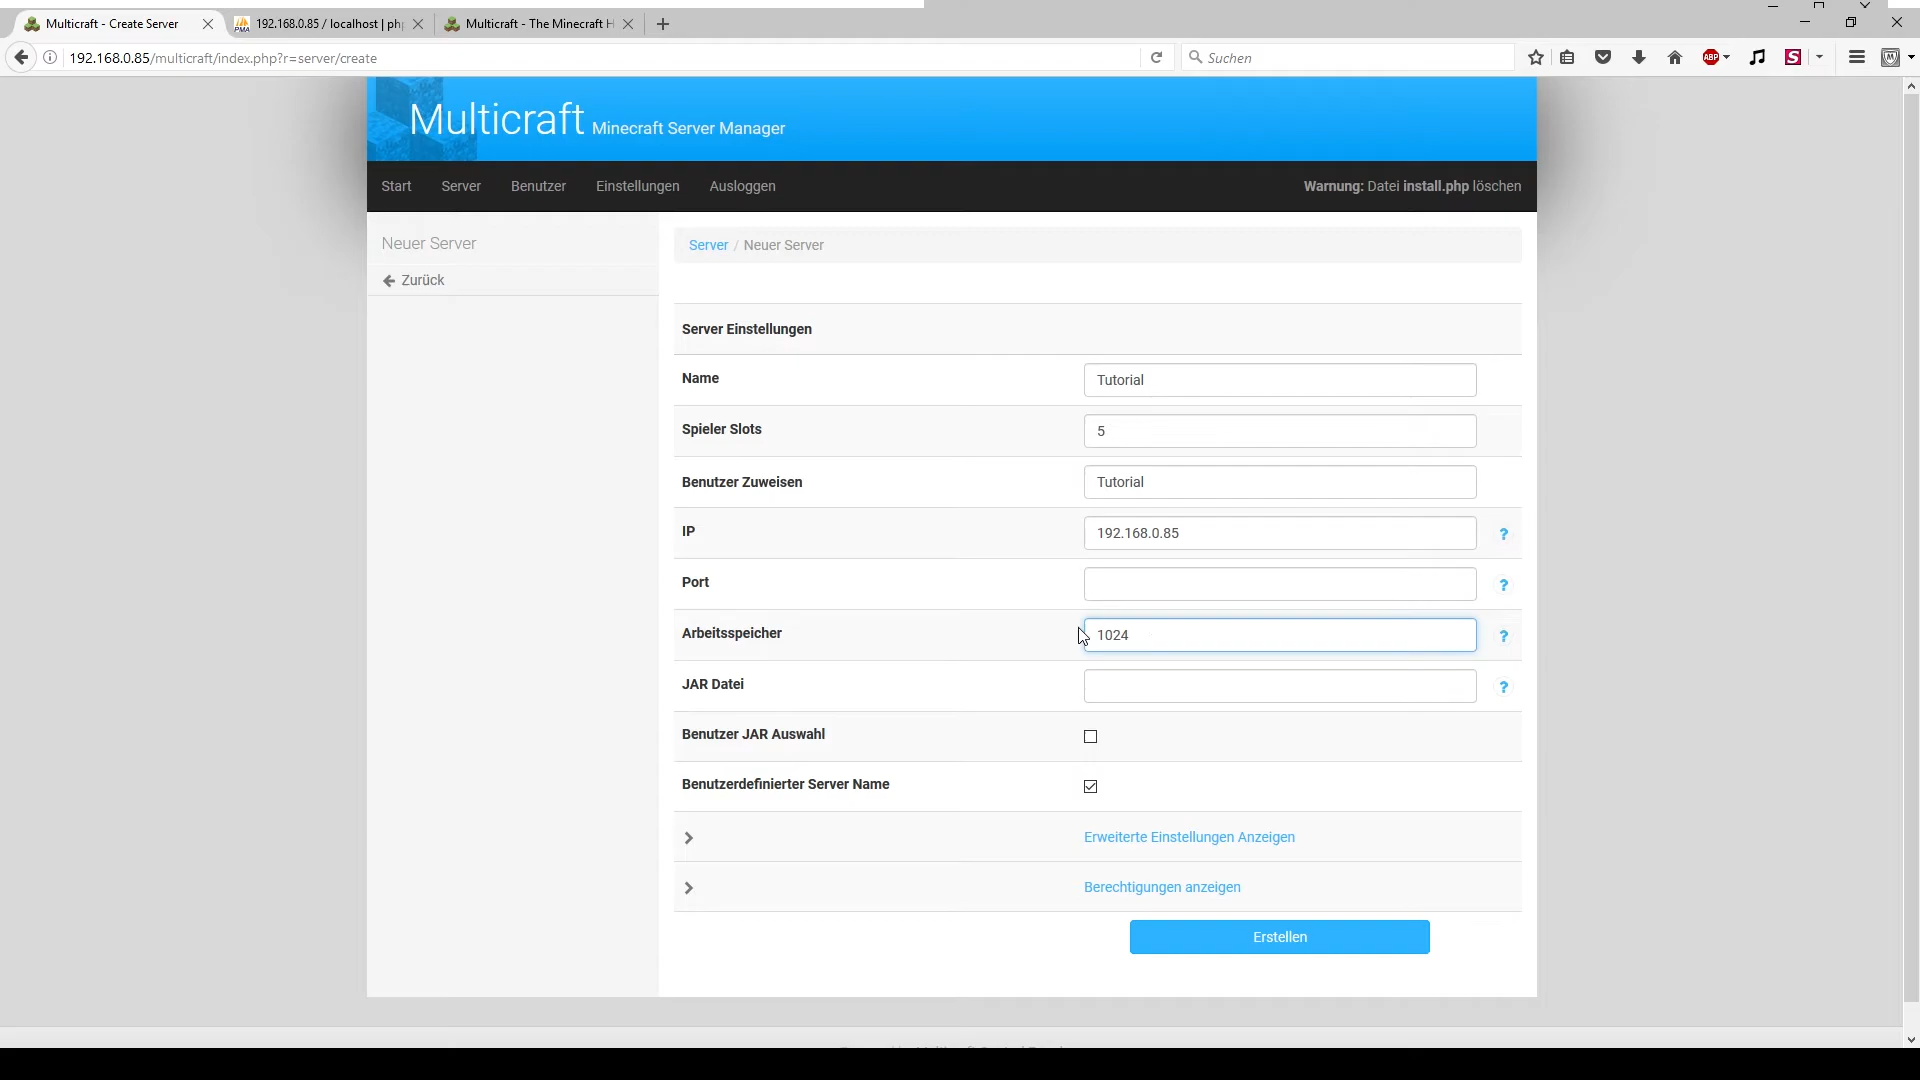 Multicraft - Create Server
192.168.0.85 / localhost | ph
Multicraft - The Minecraft H
192.168.0.85/multicraft/index.php?r=server/create
Suchen
ABP
Multicraft Minecraft Server Manager
Start Server Benutzer Einstellungen Ausloggen Warnung: Datei install.php löschen
Neuer Server
Zurück
Server / Neuer Server
Server Einstellungen
Name Tutorial
Spieler Slots 5
Benutzer Zuweisen Tutorial
IP 192.168.0.85 ?
Port ?
Arbeitsspeicher 1024 ?
JAR Datei ?
Benutzer JAR Auswahl
Benutzerdefinierter Server Name
Erweiterte Einstellungen Anzeigen
Berechtigungen anzeigen
Erstellen